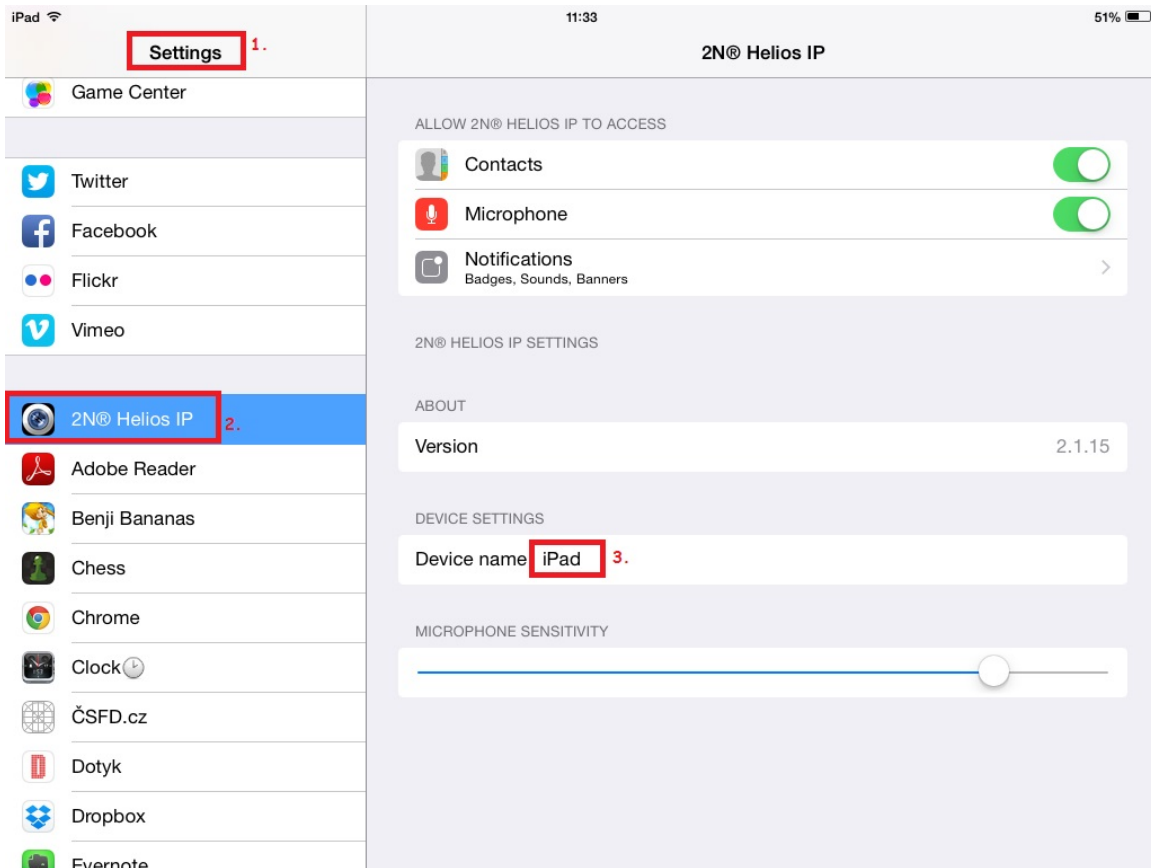 iPad
11:33
51%
Settings
1.
2N® Helios IP
Game Center
Twitter
Facebook
Flickr
Vimeo
2N® Helios IP
2.
Adobe Reader
Benji Bananas
Chess
Chrome
Clock🕑
ČSFD.cz
Dotyk
Dropbox
Evernote
ALLOW 2N® HELIOS IP TO ACCESS
Contacts
Microphone
Notifications
Badges, Sounds, Banners
2N® HELIOS IP SETTINGS
ABOUT
Version 2.1.15
DEVICE SETTINGS
Device name iPad 3.
MICROPHONE SENSITIVITY